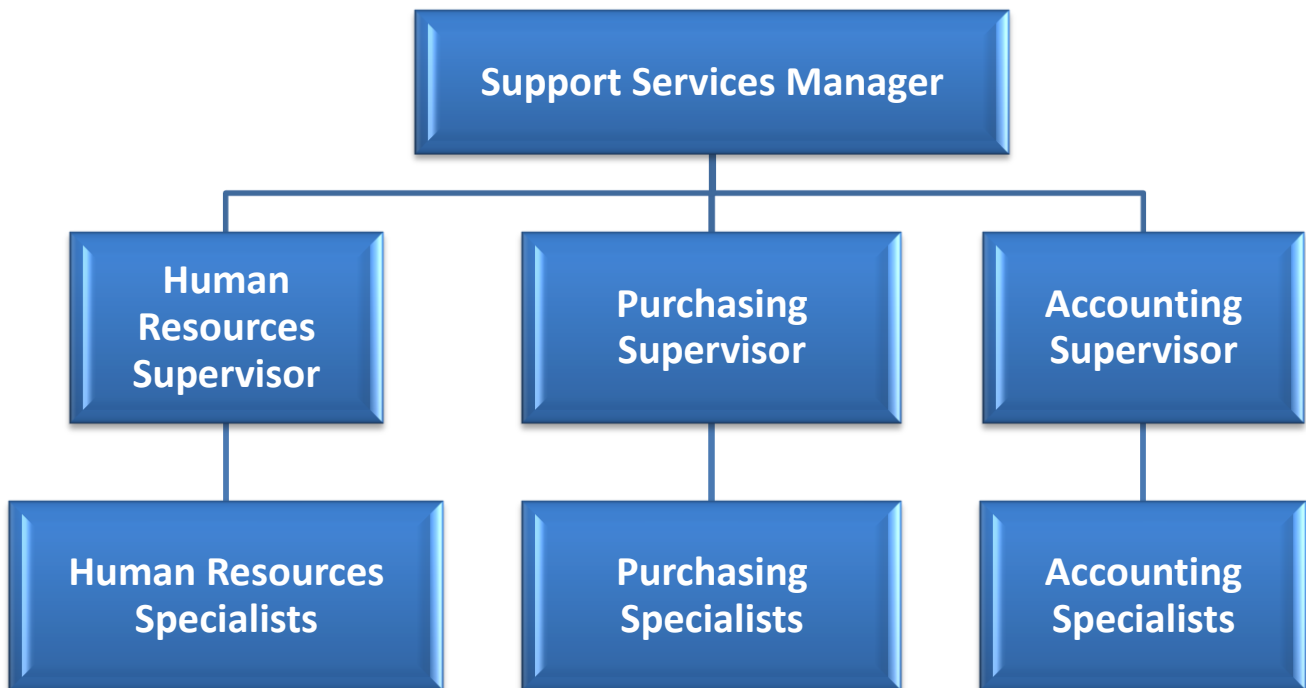 Support Services Manager
Human
Resources
Supervisor
Purchasing
Supervisor
Accounting
Supervisor
Human Resources
Specialists
Purchasing
Specialists
Accounting
Specialists